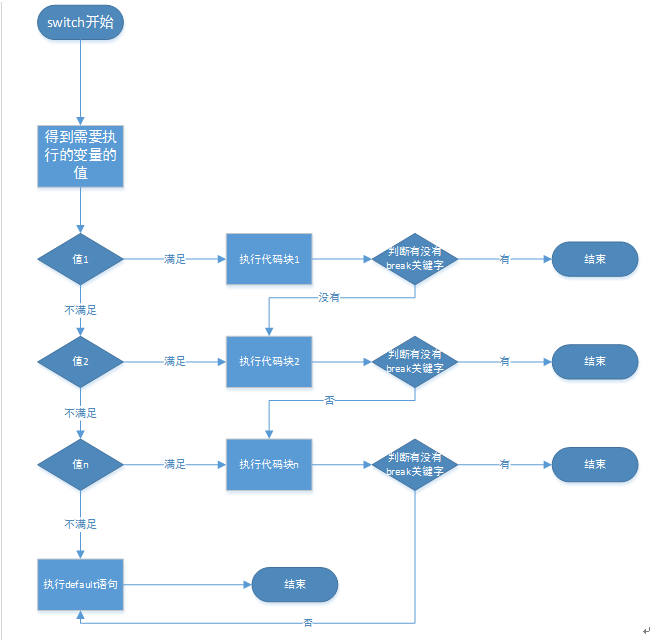 switch开始
得到需要执
行的变量的
值
值1
满足
执行代码块1
判断有没有
break关键字
有
结束
没有
不满足
值2
满足
执行代码块2
判断有没有
break关键字
有
结束
否
不满足
值n
满足
执行代码块n
判断有没有
break关键字
有
结束
不满足
执行default语句
结束
否